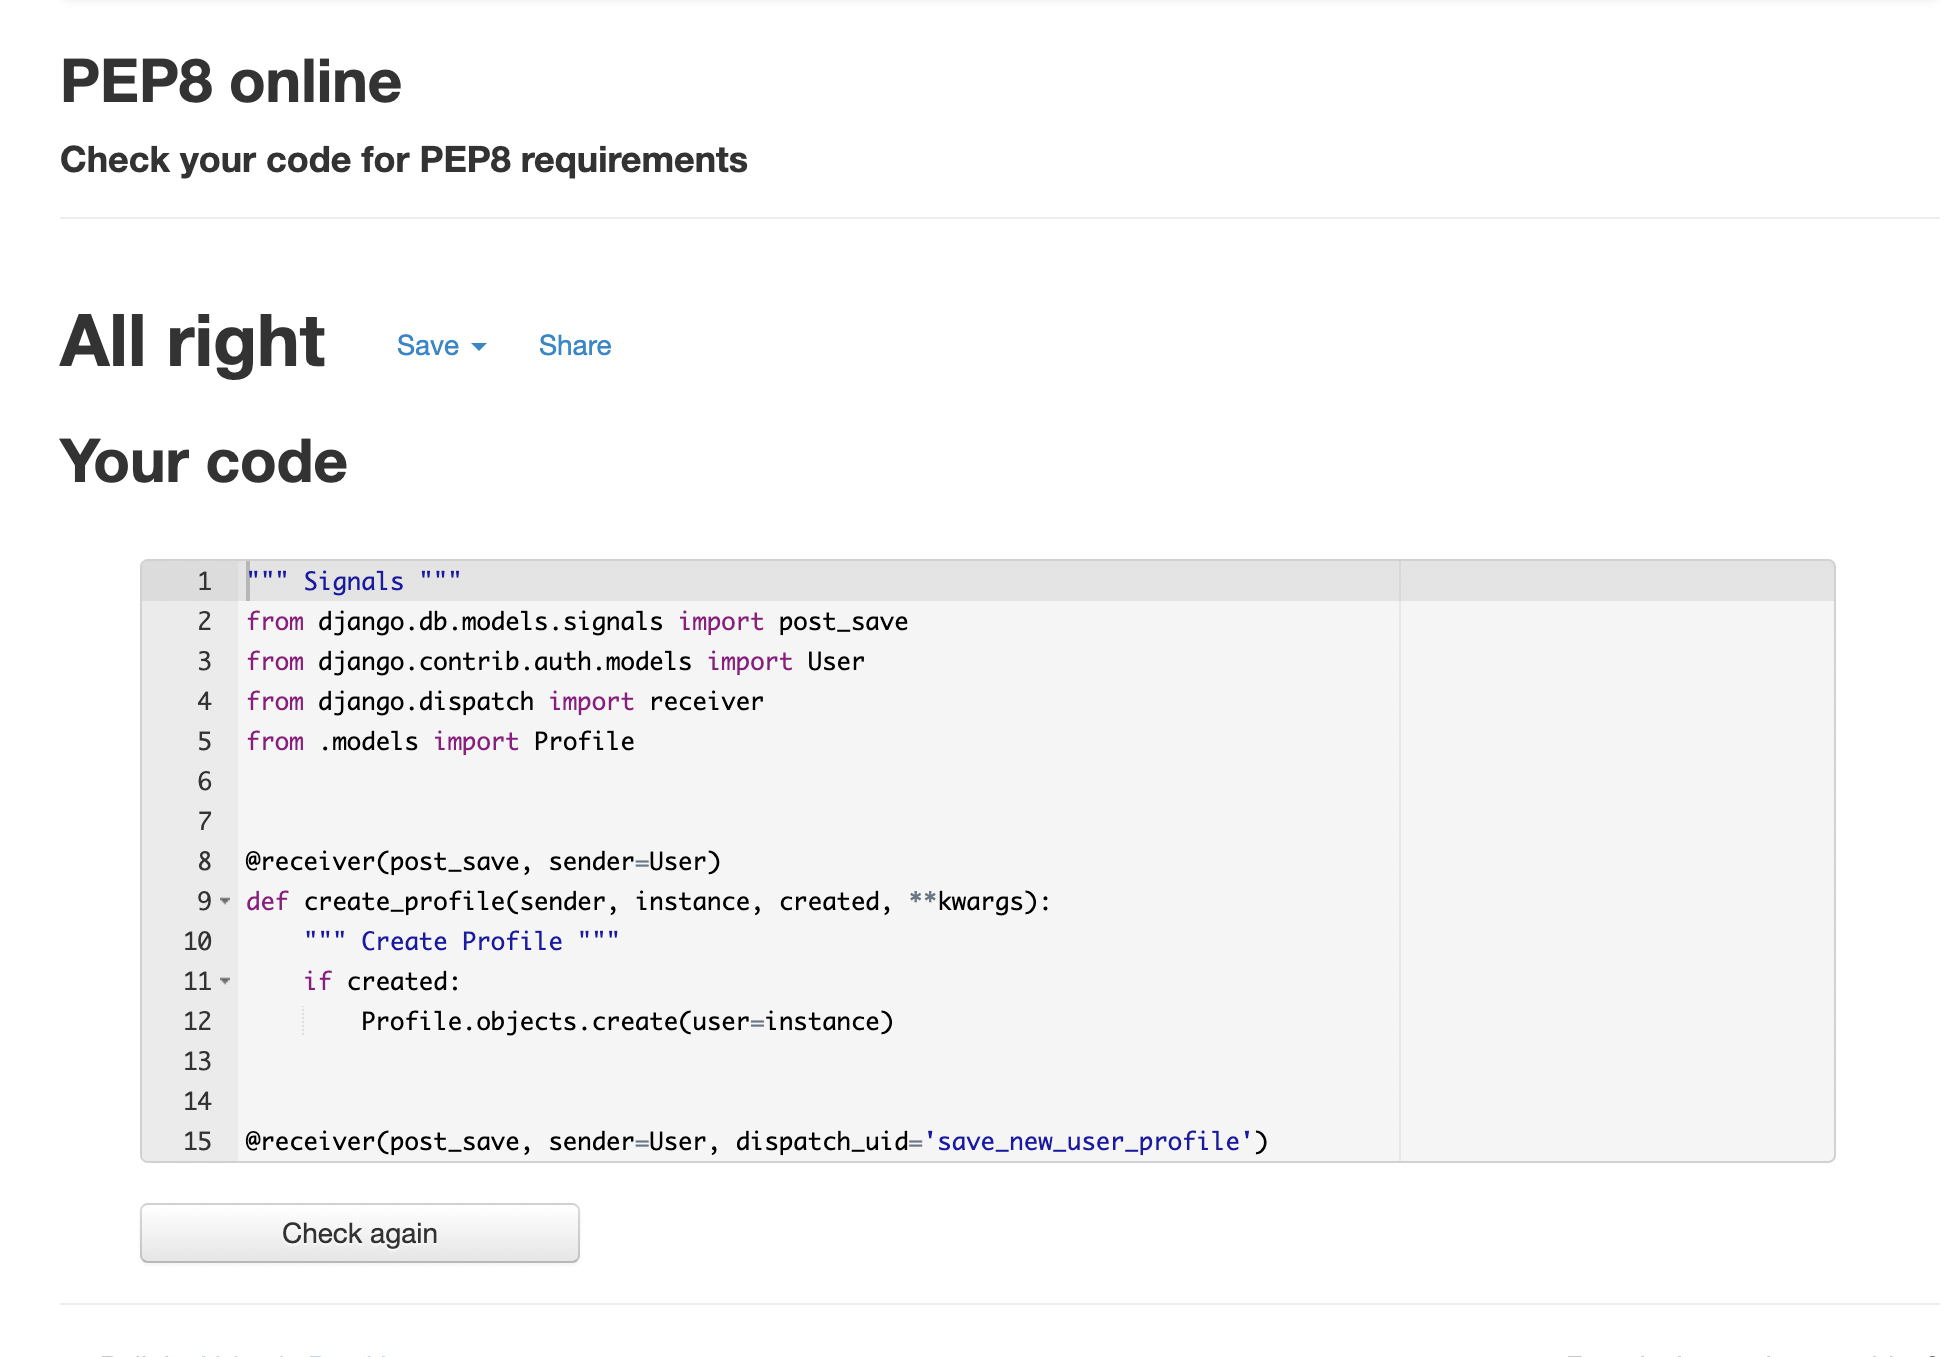 PEP8 online
Check your code for PEP8 requirements
All right
Save
Share
Your code
1 """ Signals """
2 from django.db.models.signals import post_save
3 from django.contrib.auth.models import User
4 from django.dispatch import receiver
5 from .models import Profile
6
7
8 @receiver(post_save, sender=User)
9 def create_profile(sender, instance, created, **kwargs):
10     """ Create Profile """
11     if created:
12         Profile.objects.create(user=instance)
13
14
15 @receiver(post_save, sender=User, dispatch_uid='save_new_user_profile')
Check again